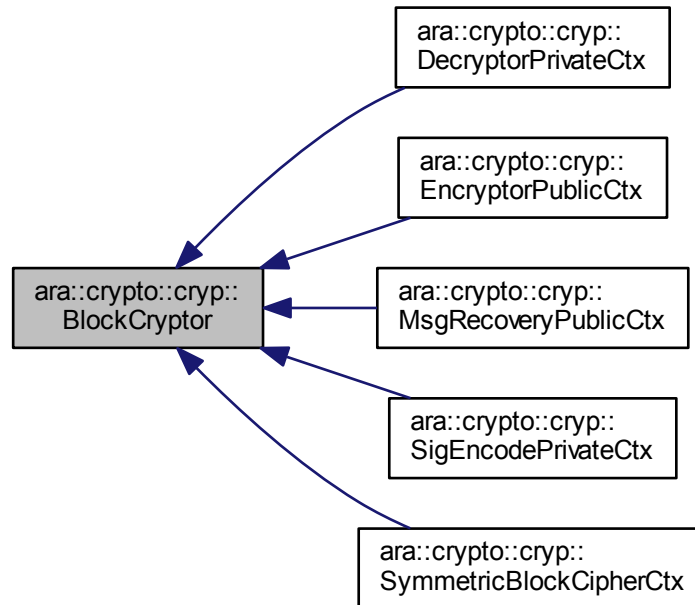 ara::crypto::cryp::
DecryptorPrivateCtx
ara::crypto::cryp::
EncryptorPublicCtx
ara::crypto::cryp::
BlockCryptor
ara::crypto::cryp::
MsgRecoveryPublicCtx
ara::crypto::cryp::
SigEncodePrivateCtx
ara::crypto::cryp::
SymmetricBlockCipherCtx